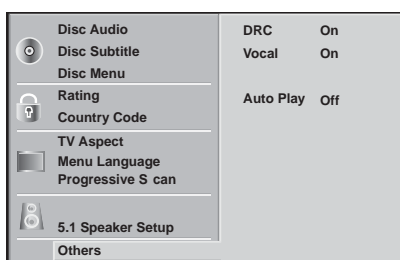 Disc Audio
Disc Subtitle
Disc Menu
Rating
Country Code
TV Aspect
Menu Language
Progressive S can
5.1 Speaker Setup
Others
DRC On
Vocal On
Auto Play Off